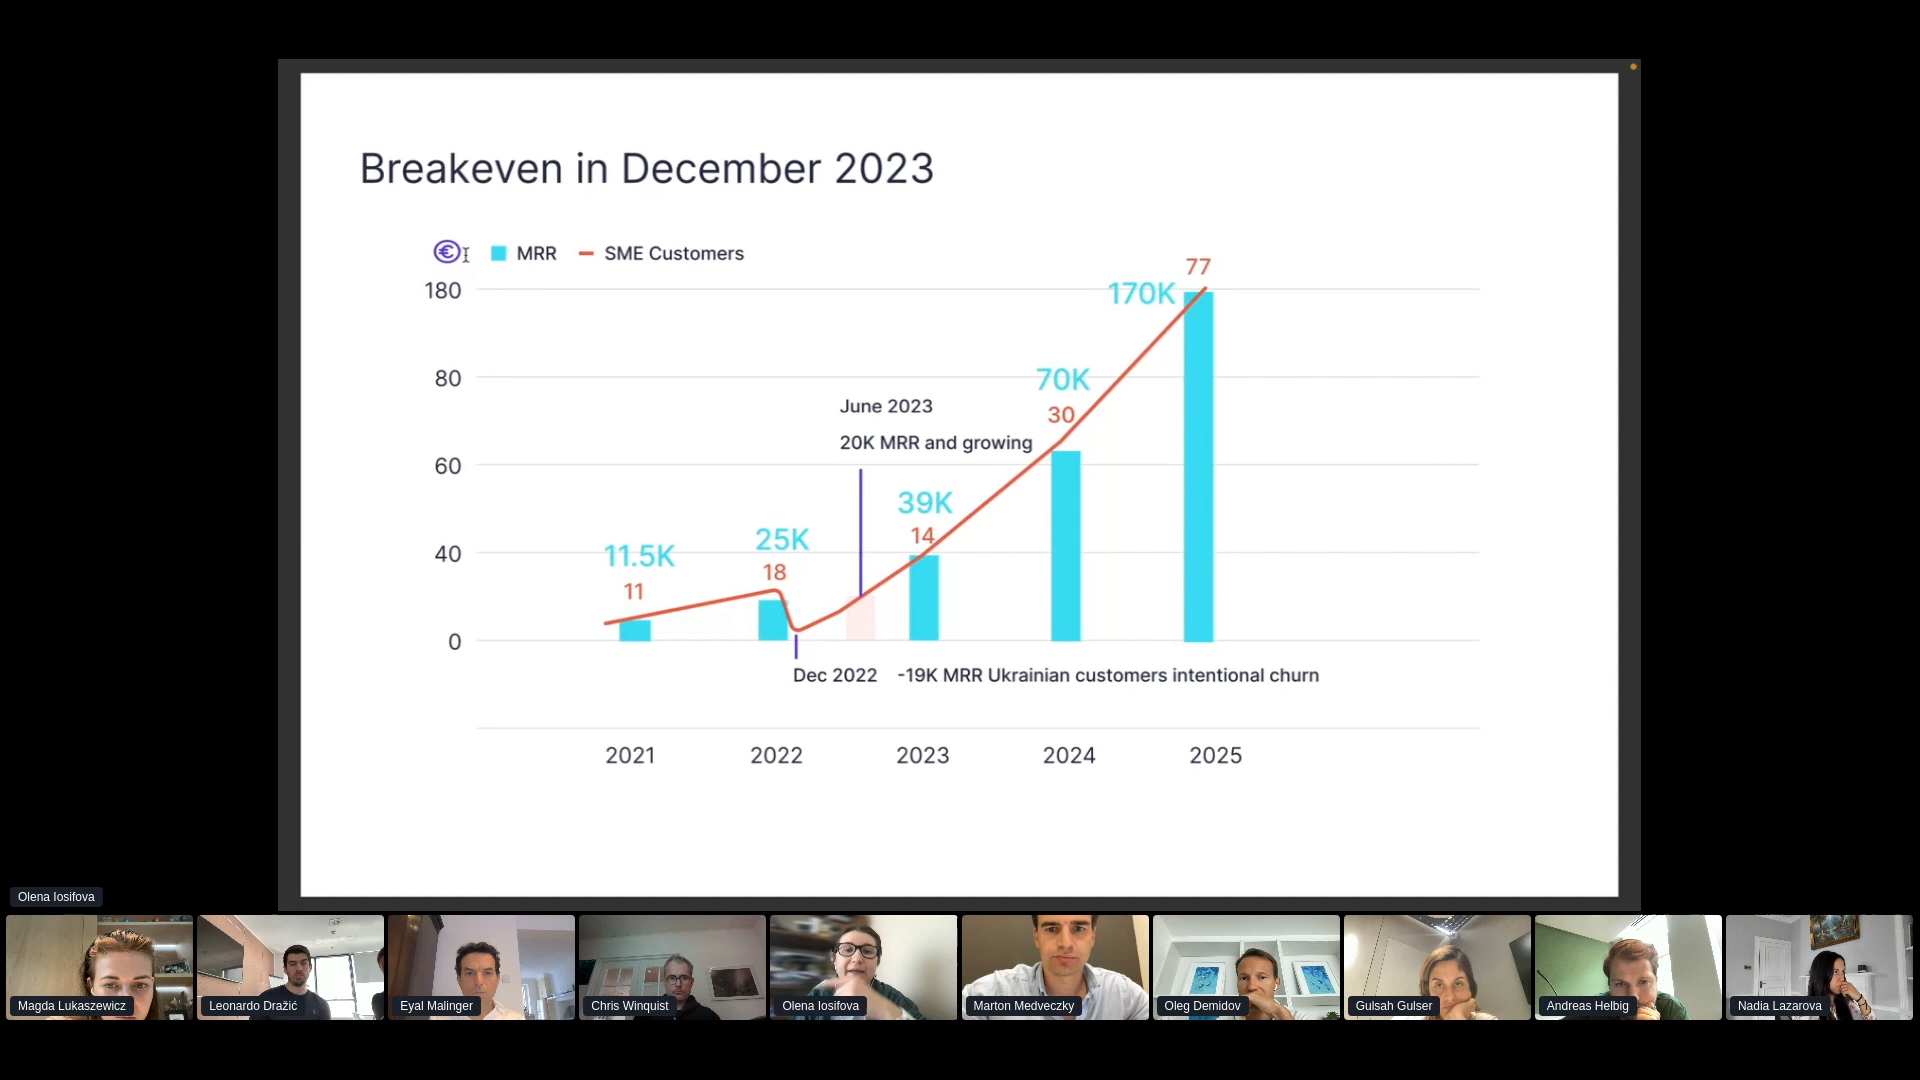 Breakeven in December 2023
€ MRR SME Customers
180
80
60
40
0
11.5K
11
25K
18
June 2023
20K MRR and growing
39K
14
70K
30
170K
77
Dec 2022 -19K MRR Ukrainian customers intentional churn
2021 2022 2023 2024 2025
Olena Iosifova
Magda Lukaszewicz
Leonardo Dražić
Eyal Malinger
Chris Winquist
Olena Iosifova
Marton Medveczky
Oleg Demidov
Gulsah Gulser
Andreas Helbig
Nadia Lazarova